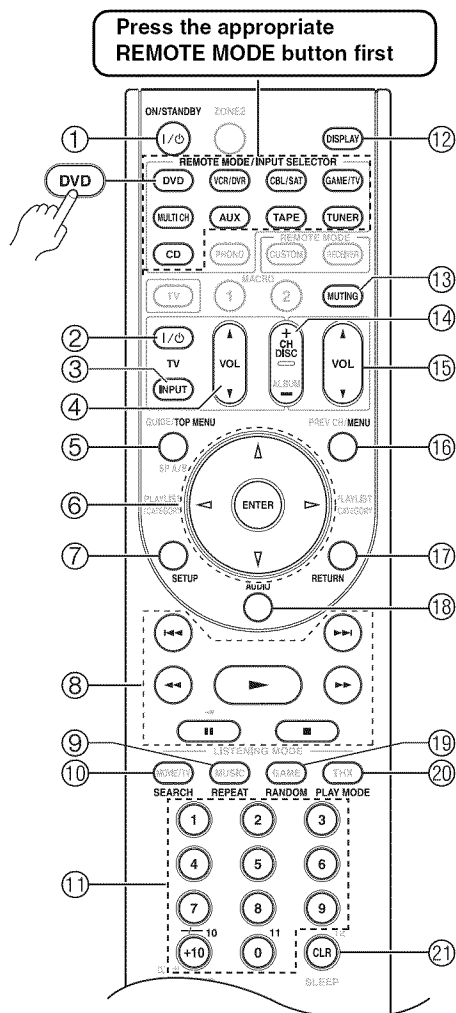 Press the appropriate
REMOTE MODE button first
ON/STANDBY ZONE2
① I/⏻ DISPLAY ⑫
REMOTE MODE/INPUT SELECTOR
DVD DVD VCR/DVR CBL/SAT GAME/TV
MULTI CH AUX TAPE TUNER
REMOTE MODE
CD PHONO CUSTOM RECEIVER
MACRO ⑬
TV 1 2 MUTING
⑭
② I/⏻ + CH DISC
TV VOL VOL ⑮
③ INPUT ALBUM
④ −
GUIDE/TOP MENU PREV CH/MENU
⑤ ⑯
SP A/B
PLAYLIST /CATEGORY PLAYLIST /CATEGORY
⑥ ENTER
⑦ ⑰
SETUP AUDIO RETURN
⑱
⑧
⑨ LISTENING MODE ⑲
⑩ MOVIE/TV MUSIC GAME THX ⑳
SEARCH REPEAT RANDOM PLAY MODE
1 2 3
4 5 6
⑪ 7 8 9
10 11 12
+10 0 CLR ㉑
SLEEP